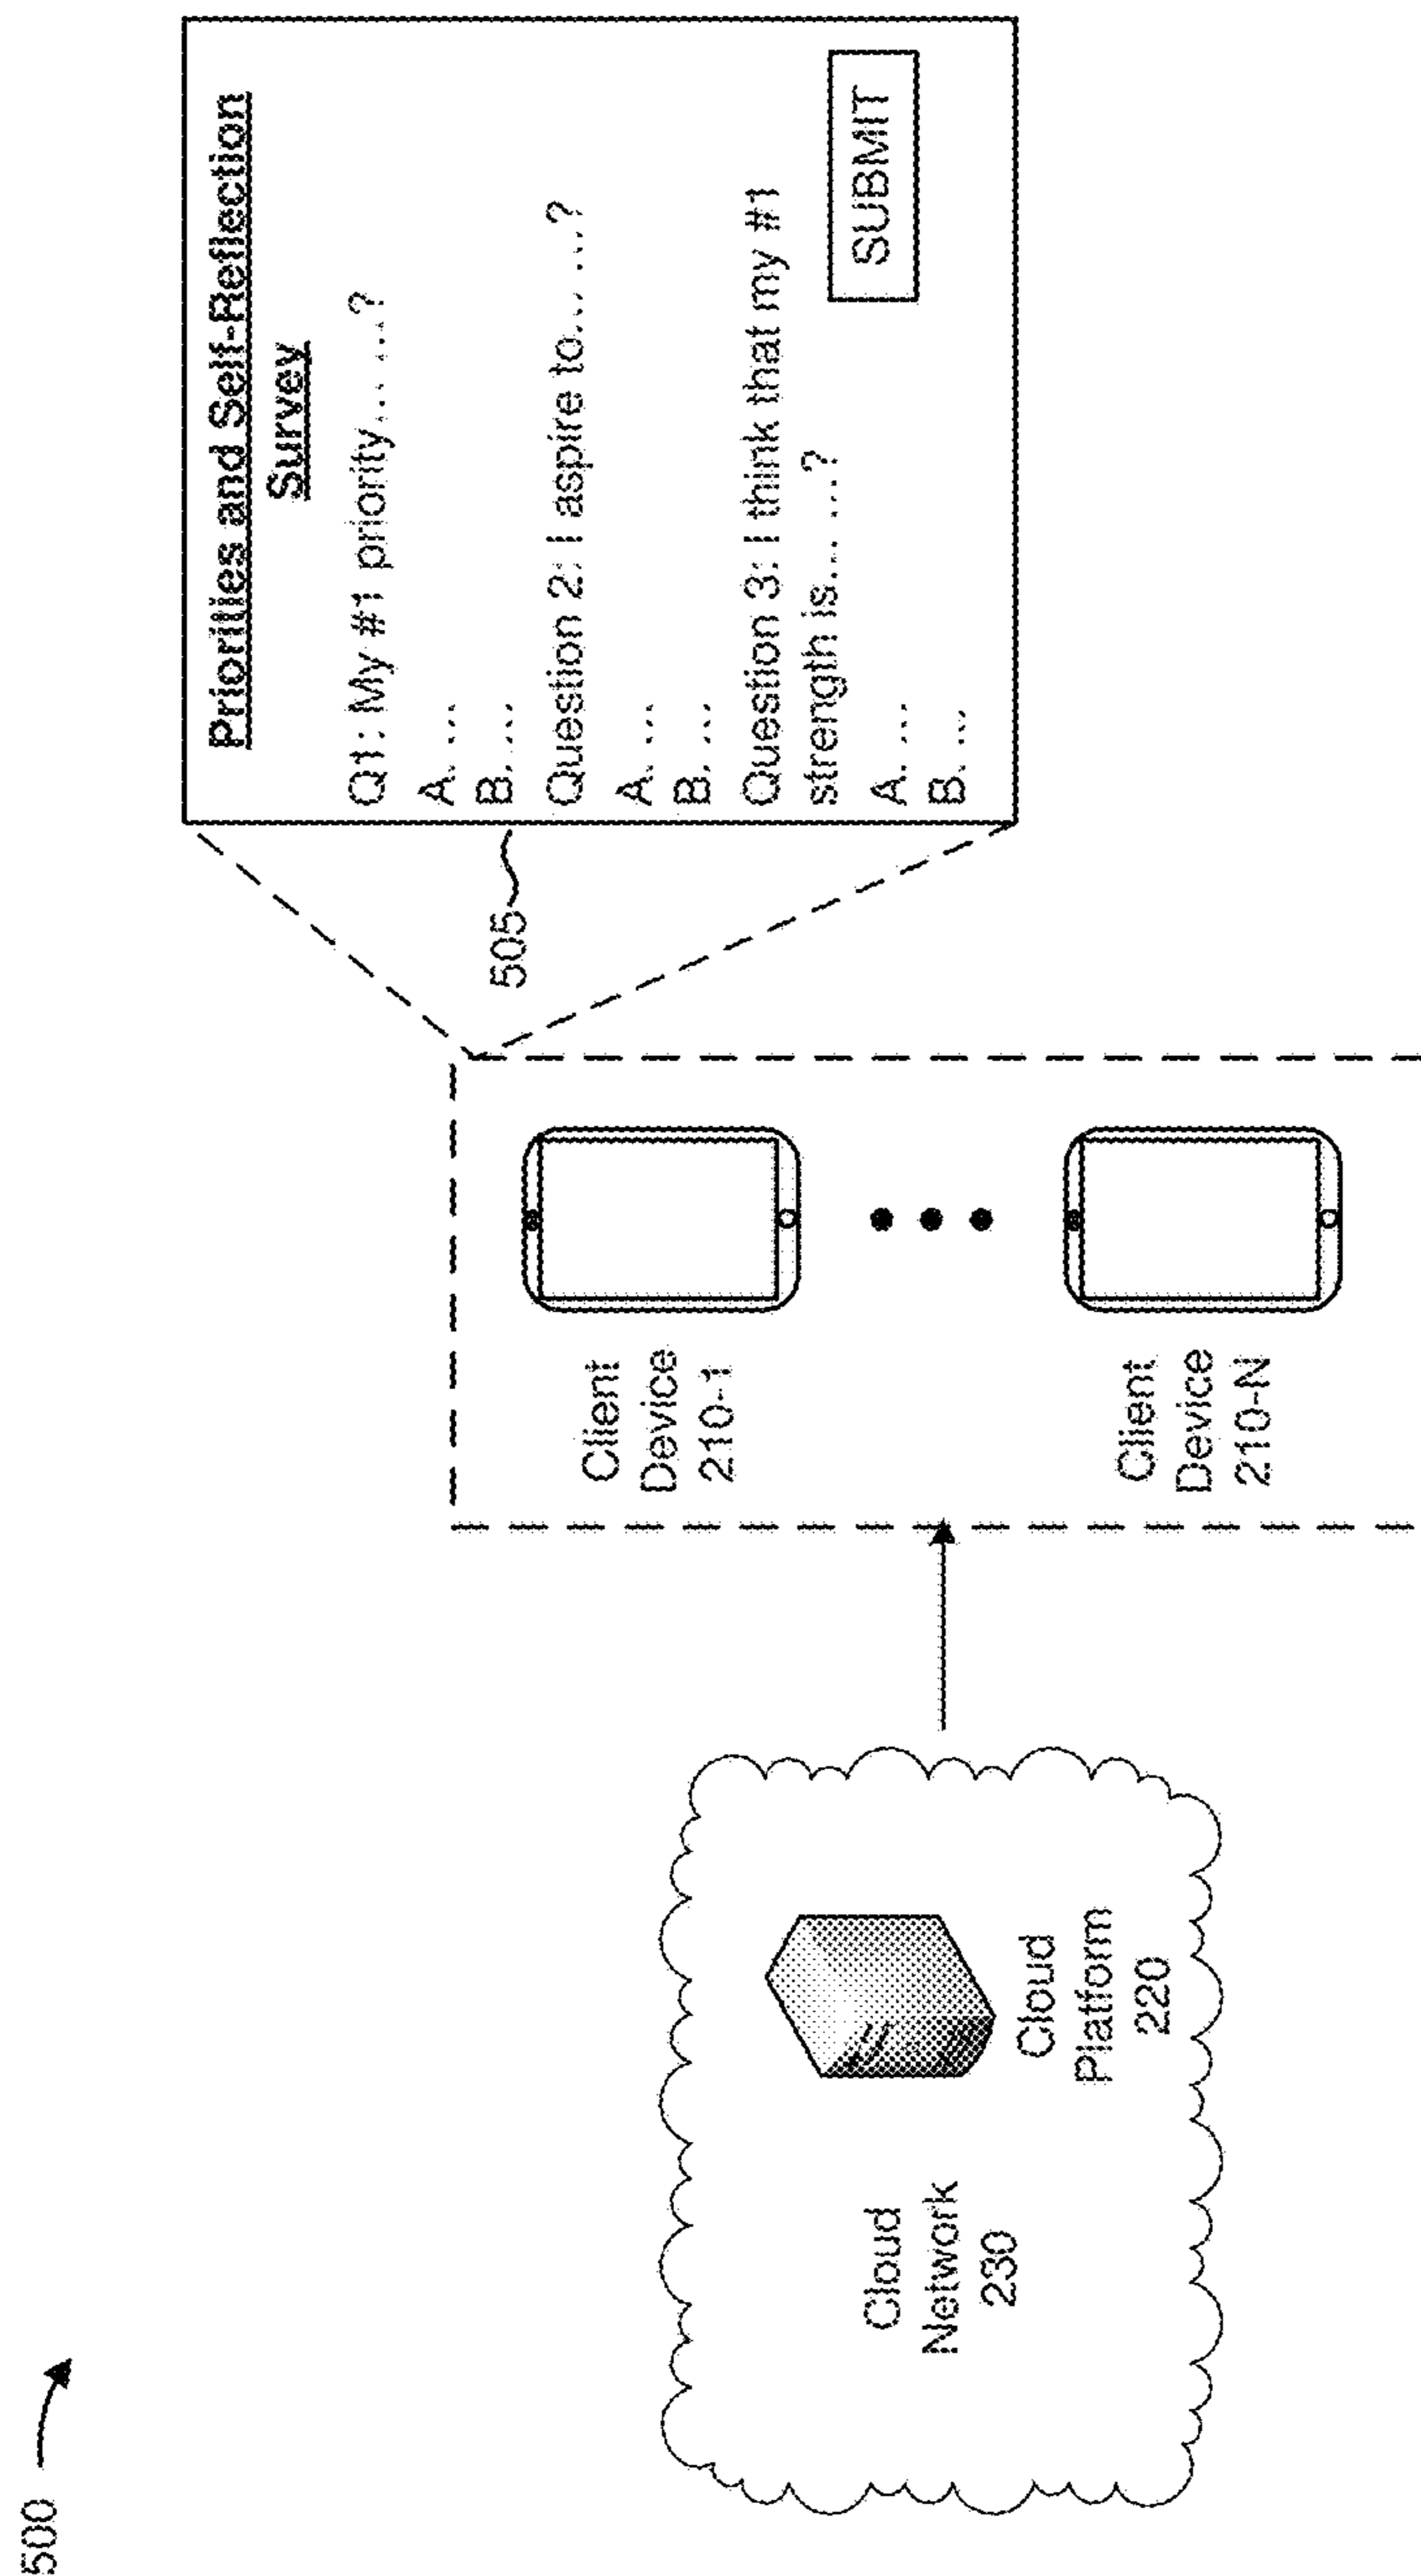 500
Cloud
Network
230
Cloud
Platform
220
Client
Device
210-1
Client
Device
210-N
505
Priorities and Self-Reflection
Survey
Q1: My #1 priority......?
A. ...
B. ...
Question 2: I aspire to... ...?
A. ...
B. ...
Question 3: I think that my #1
strength is... ...?
A. ...
B. ...
SUBMIT